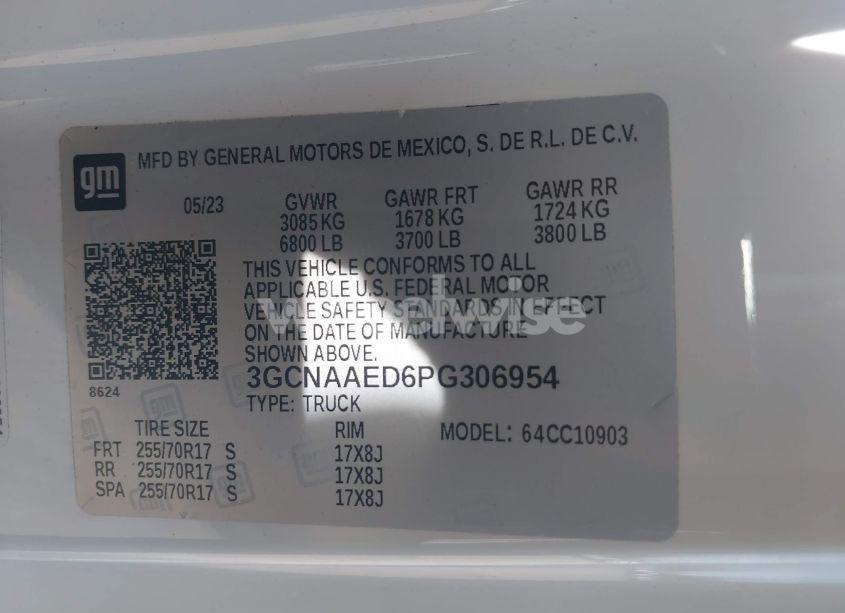 gm
MFD BY GENERAL MOTORS DE MEXICO, S. DE R.L. DE C.V.
05/23 GVWR GAWR FRT GAWR RR
3085 KG 1678 KG 1724 KG
6800 LB 3700 LB 3800 LB
THIS VEHICLE CONFORMS TO ALL
APPLICABLE U.S. FEDERAL MOTOR
VEHICLE SAFETY STANDARDS IN EFFECT
ON THE DATE OF MANUFACTURE
SHOWN ABOVE.
8624
3GCNAAED6PG306954
TYPE: TRUCK
TIRE SIZE RIM MODEL: 64CC10903
FRT 255/70R17 S 17X8J
RR 255/70R17 S 17X8J
SPA 255/70R17 S 17X8J